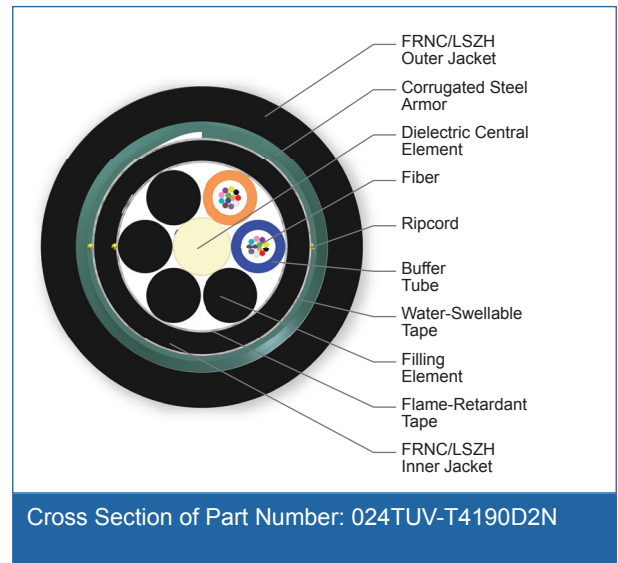 FRNC/LSZH
Outer Jacket
Corrugated Steel
Armor
Dielectric Central
Element
Fiber
Ripcord
Buffer
Tube
Water-Swellable
Tape
Filling
Element
Flame-Retardant
Tape
FRNC/LSZH
Inner Jacket
Cross Section of Part Number: 024TUV-T4190D2N